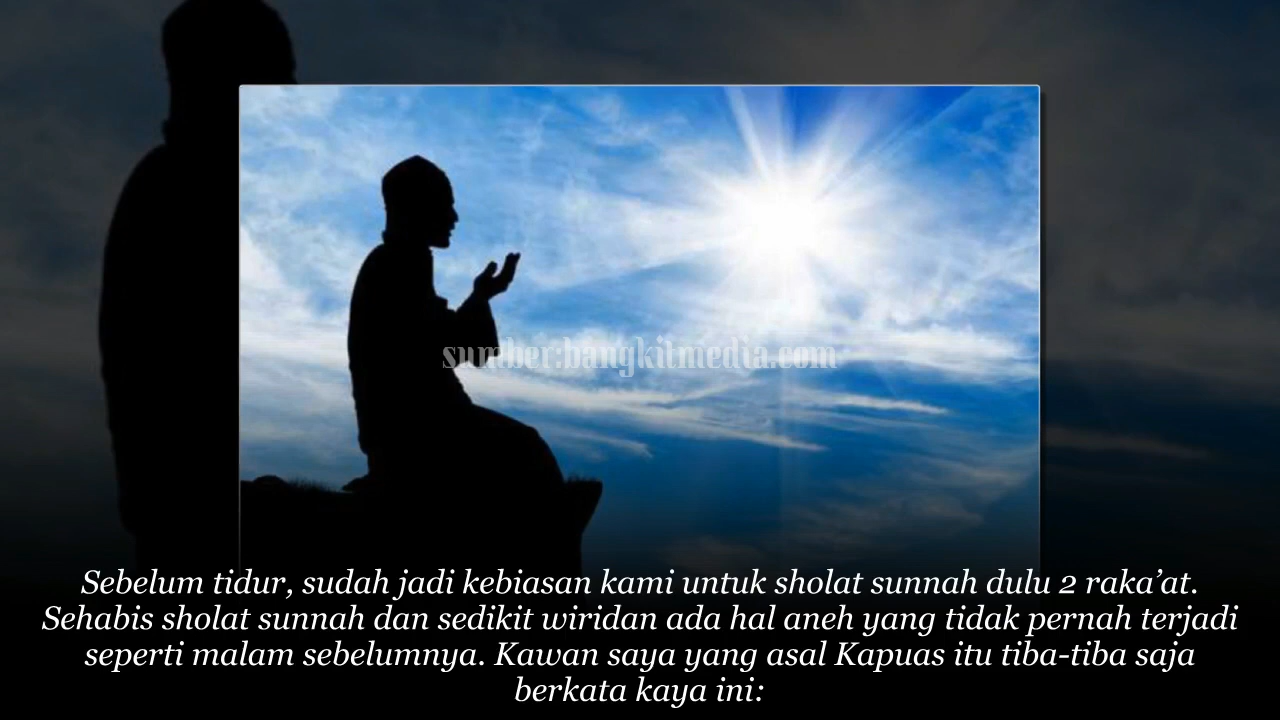 sumber:bangkitmedia.com
Sebelum tidur, sudah jadi kebiasan kami untuk sholat sunnah dulu 2 raka’at.
Sehabis sholat sunnah dan sedikit wiridan ada hal aneh yang tidak pernah terjadi
seperti malam sebelumnya. Kawan saya yang asal Kapuas itu tiba-tiba saja
berkata kaya ini: